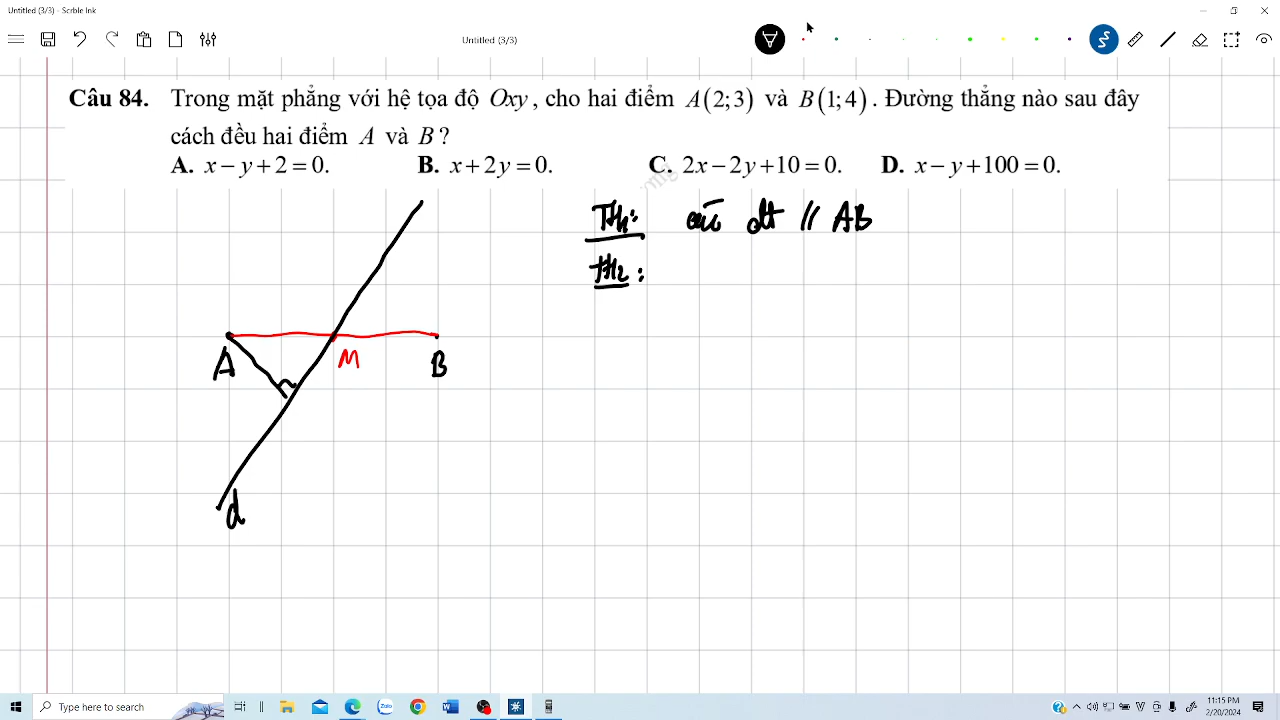 Untitled (3/3) - Scrble Ink
Untitled (3/3)
Câu 84. Trong mặt phẳng với hệ tọa độ Oxy, cho hai điểm A(2;3) và B(1;4). Đường thẳng nào sau đây
cách đều hai điểm A và B?
A. x − y + 2 = 0. B. x + 2y = 0. C. 2x − 2y + 10 = 0. D. x − y + 100 = 0.
TH1: các dt // AB
TH2:
A M B
d
Type here to search
Zalo
11:15 PM
2/20/2024